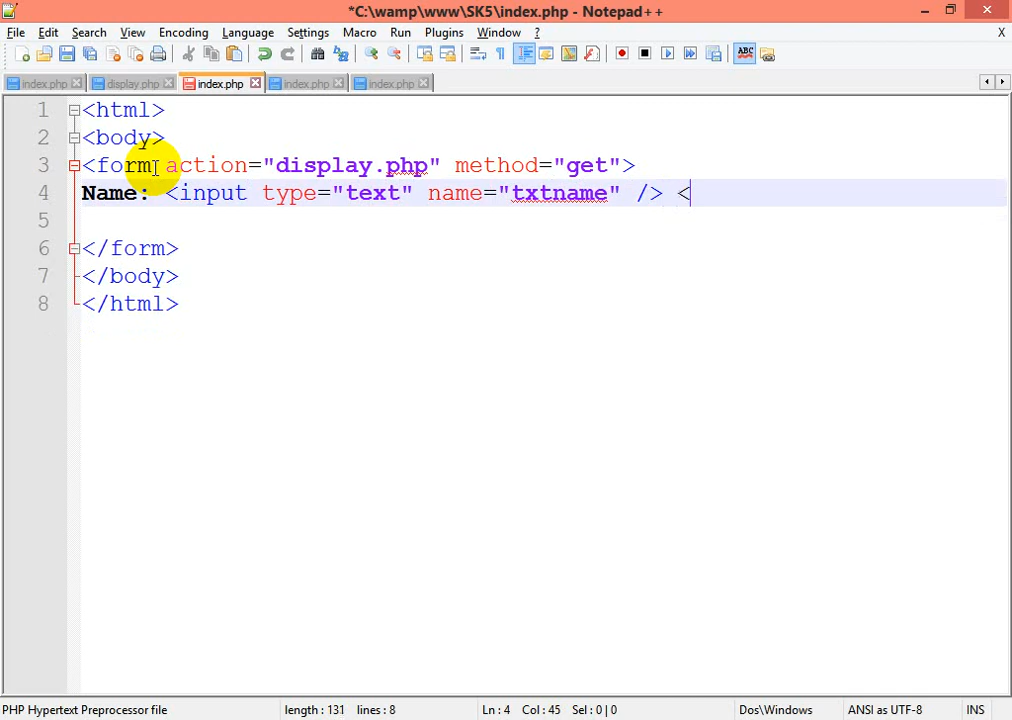 *C:\wamp\www\SK5\index.php - Notepad++
File Edit Search View Encoding Language Settings Macro Run Plugins Window ? X
ABC
index.php display.php index.php index.php index.php
1 <html>
2 <body>
3 <form action="display.php" method="get">
4 Name: <input type="text" name="txtname" /> <
5
6 </form>
7 </body>
8 </html>
PHP Hypertext Preprocessor file length : 131 lines : 8 Ln : 4 Col : 45 Sel : 0 | 0 Dos\Windows ANSI as UTF-8 INS